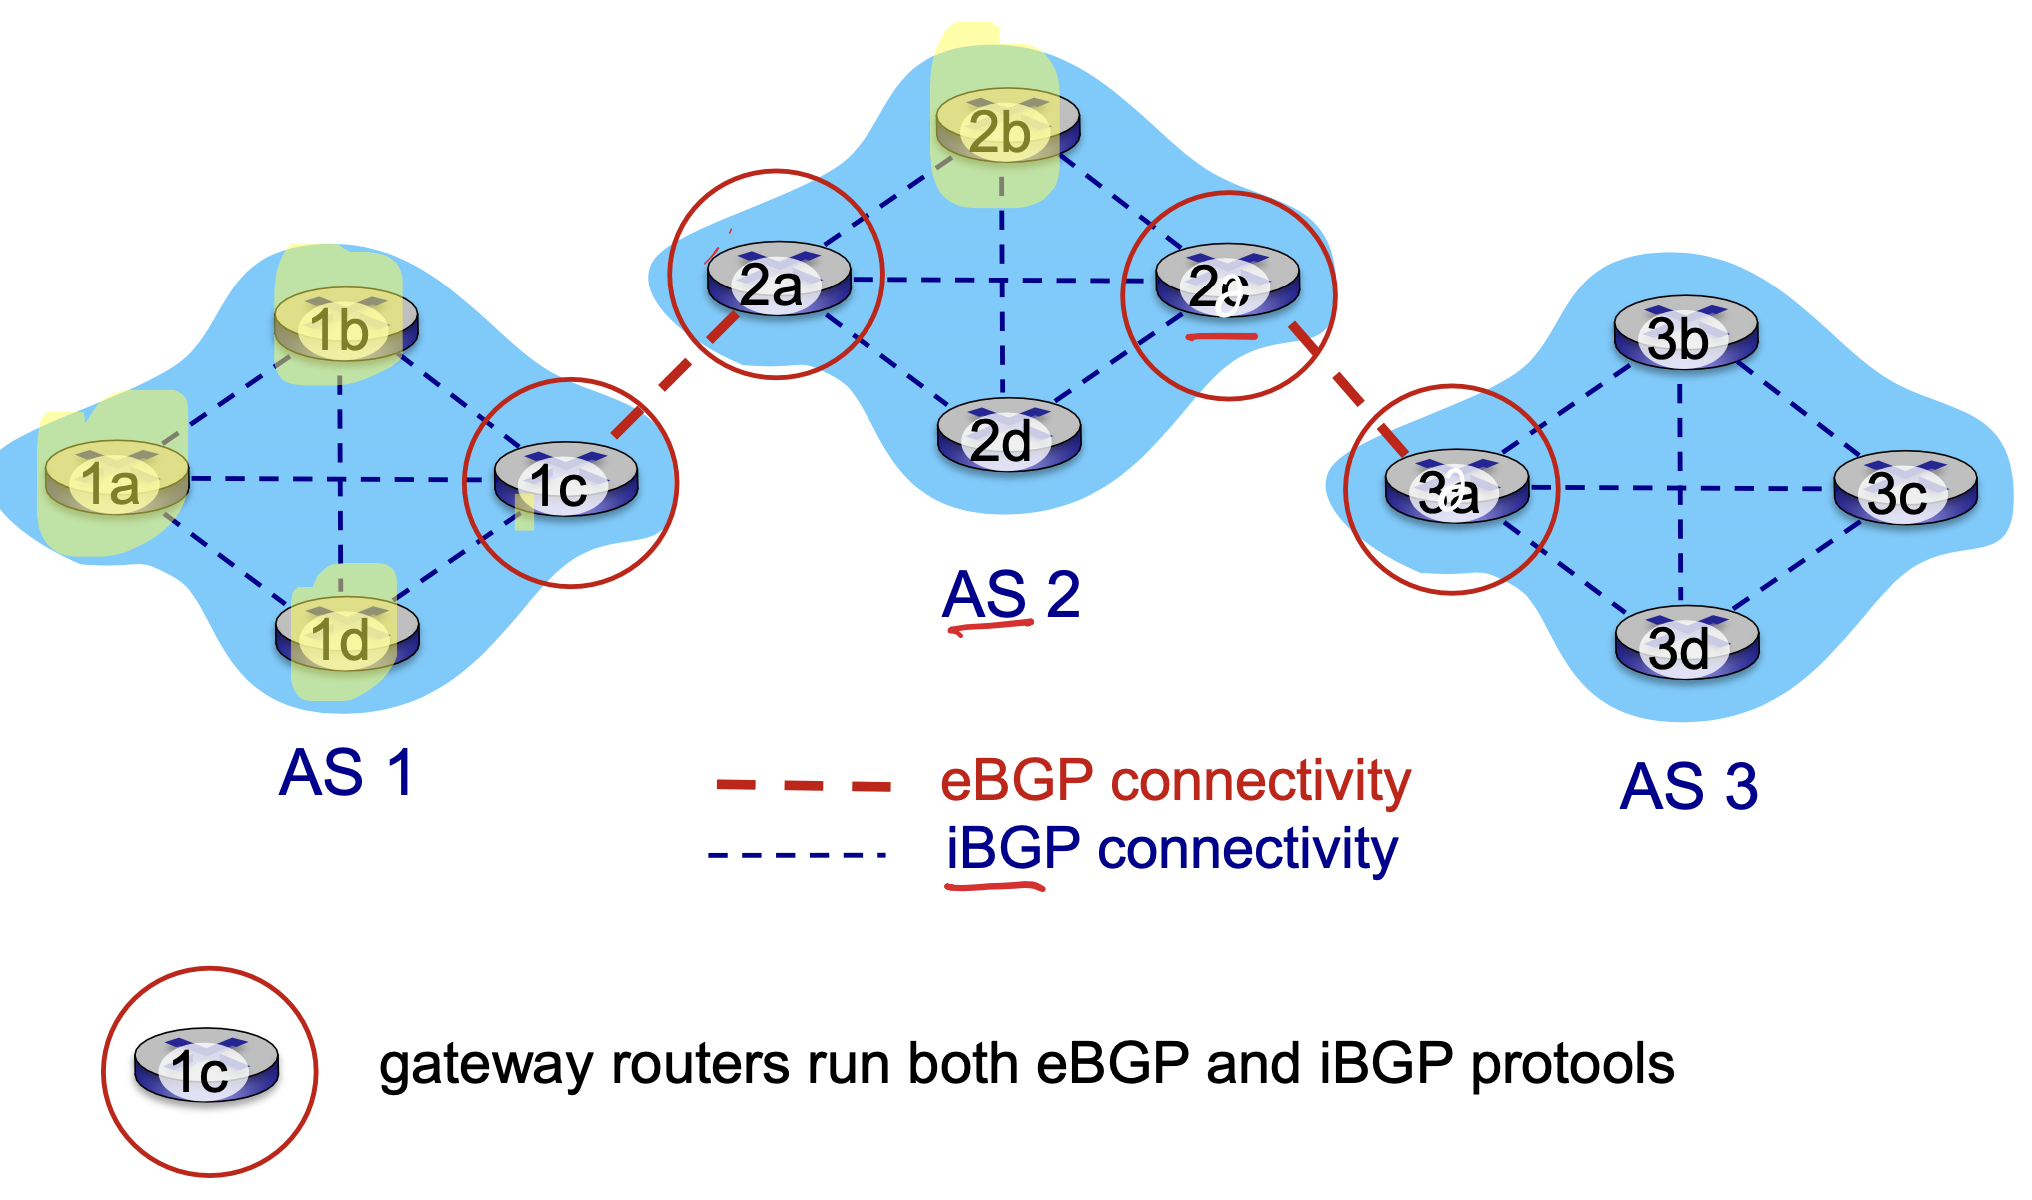 2b
2a
2c
1b
3b
1a
1c
2d
3a
3c
1d
3d
AS 2
AS 1
AS 3
eBGP connectivity
iBGP connectivity
1c
gateway routers run both eBGP and iBGP protools